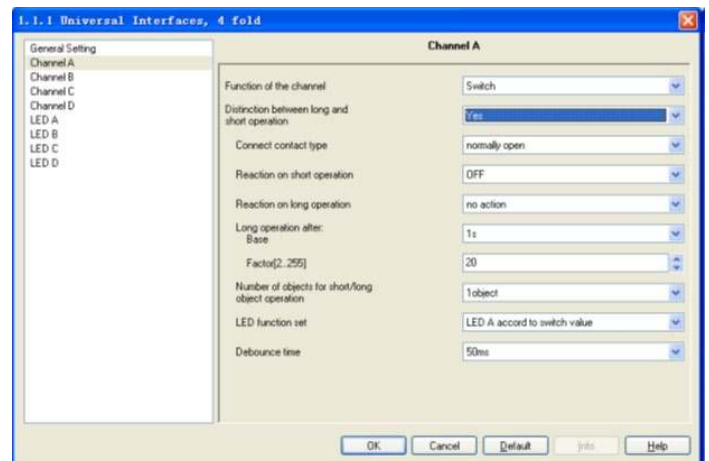 1.1.1 Universal Interfaces, 4 fold
General Setting
Channel A
Channel B
Channel C
Channel D
LED A
LED B
LED C
LED D
Channel A
Function of the channel
Switch
Distinction between long and
short operation
Yes
Connect contact type
normally open
Reaction on short operation
OFF
Reaction on long operation
no action
Long operation after:
Base
1s
Factor[2..255]
20
Number of objects for short/long
object operation
1object
LED function set
LED A accord to switch value
Debounce time
50ms
OK
Cancel
Default
Info
Help